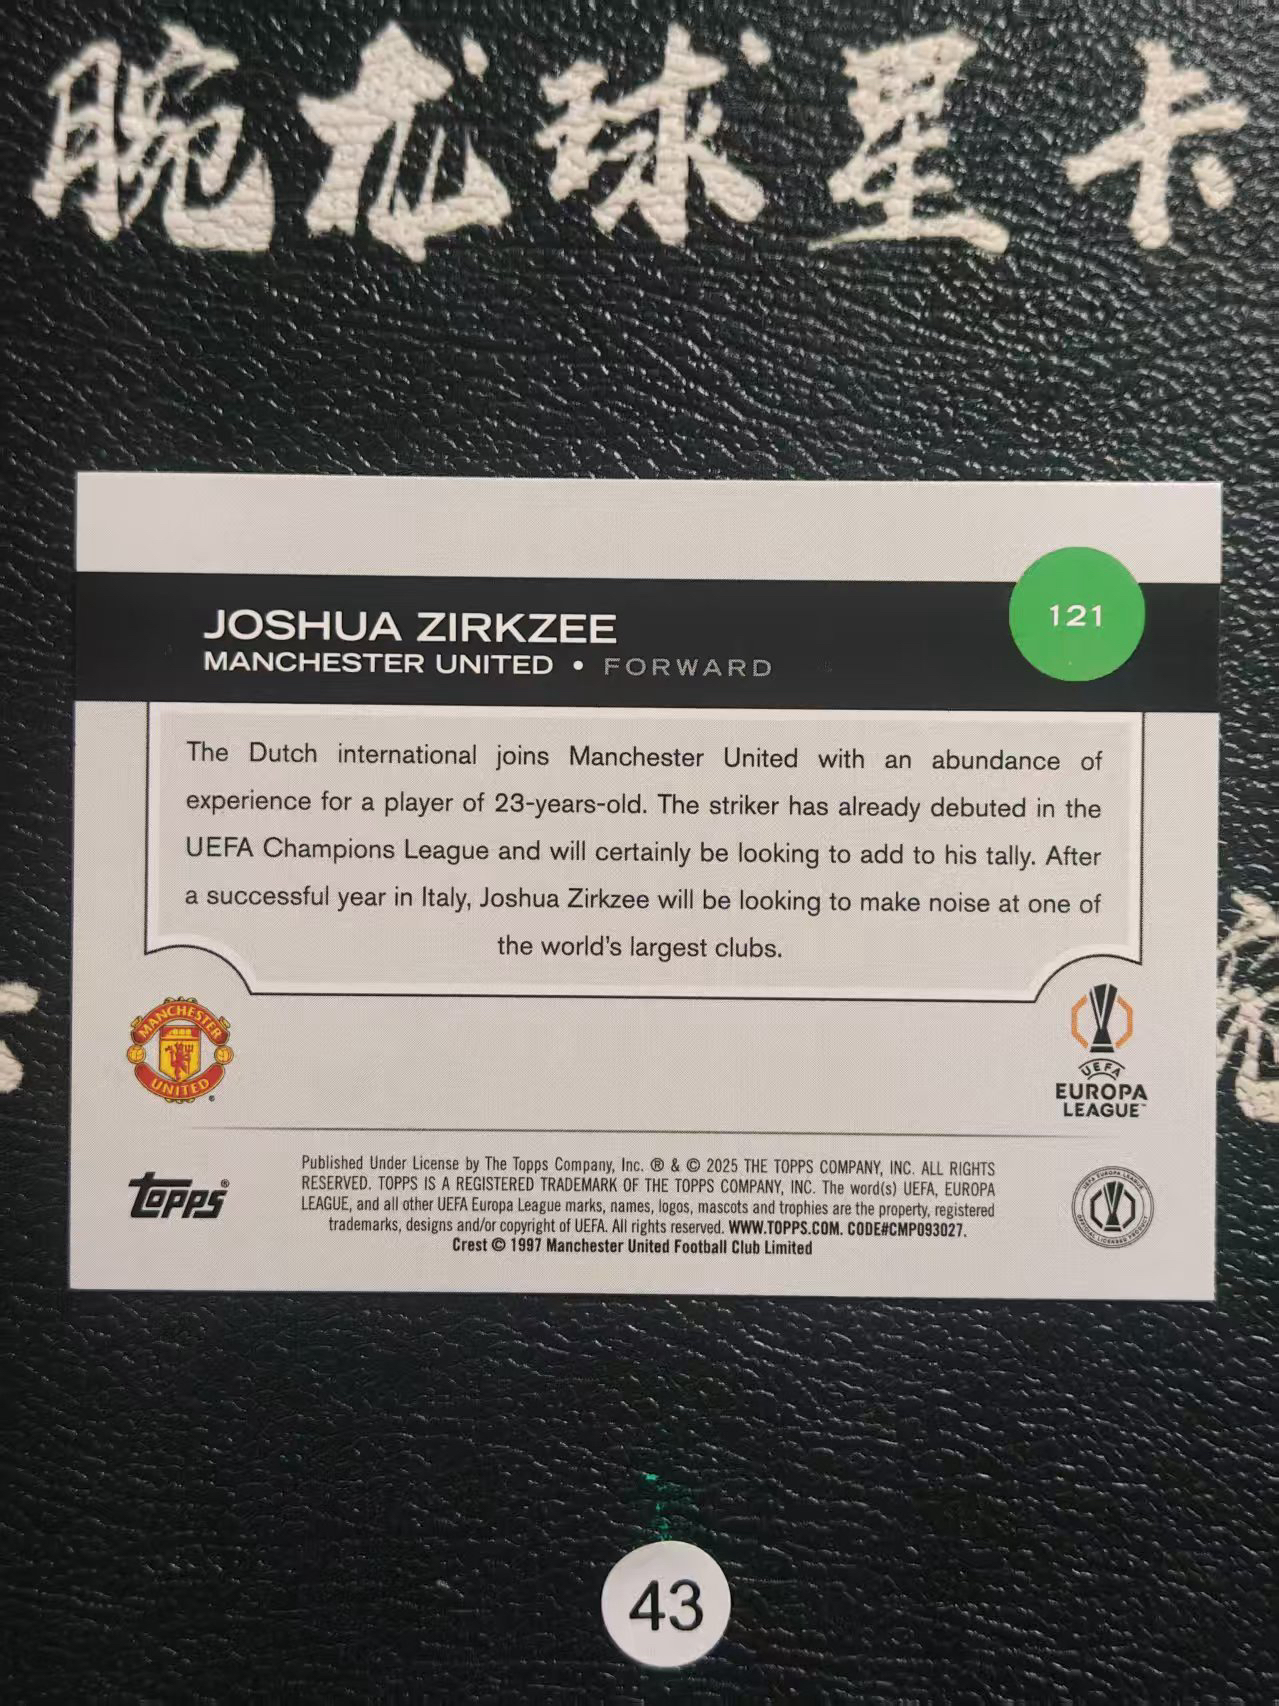 腕龙球星卡
JOSHUA ZIRKZEE
MANCHESTER UNITED • FORWARD
121
The Dutch international joins Manchester United with an abundance of
experience for a player of 23-years-old. The striker has already debuted in the
UEFA Champions League and will certainly be looking to add to his tally. After
a successful year in Italy, Joshua Zirkzee will be looking to make noise at one of
the world's largest clubs.
MANCHESTER
UNITED
®
UEFA
EUROPA
LEAGUE™
Topps®
Published Under License by The Topps Company, Inc. ® & © 2025 THE TOPPS COMPANY, INC. ALL RIGHTS
RESERVED. TOPPS IS A REGISTERED TRADEMARK OF THE TOPPS COMPANY, INC. The word(s) UEFA, EUROPA
LEAGUE, and all other UEFA Europa League marks, names, logos, mascots and trophies are the property, registered
trademarks, designs and/or copyright of UEFA. All rights reserved. WWW.TOPPS.COM. CODE#CMP093027.
Crest © 1997 Manchester United Football Club Limited
UEFA EUROPA LEAGUE
OFFICIAL LICENSED PRODUCT
43